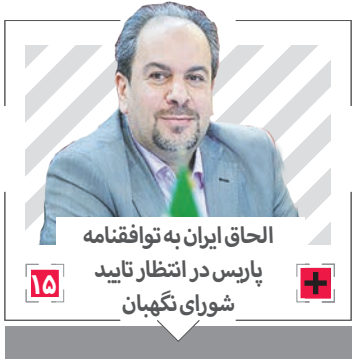 الحاق ایران به توافقنامه
پاریس در انتظار تایید
شورای نگهبان
۱۵